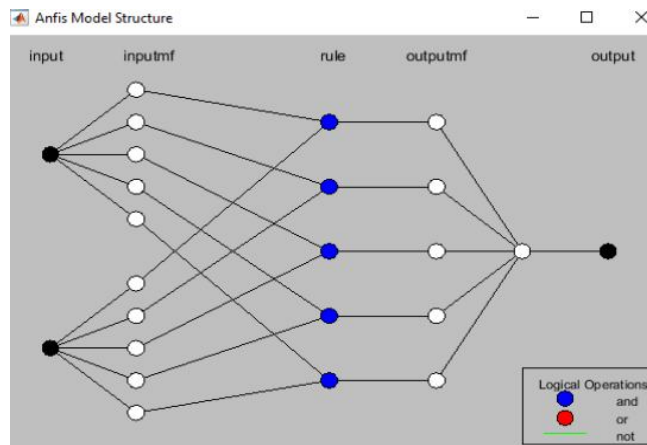 Anfis Model Structure
input inputmf rule outputmf output
Logical Operations
and
or
not